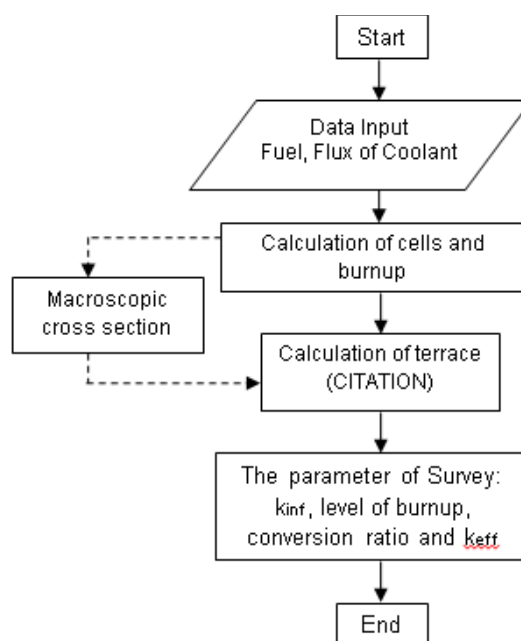 Start
Data Input
Fuel, Flux of Coolant
Calculation of cells and
burnup
Macroscopic
cross section
Calculation of terrace
(CITATION)
The parameter of Survey:
kinf, level of burnup,
conversion ratio and keff
End